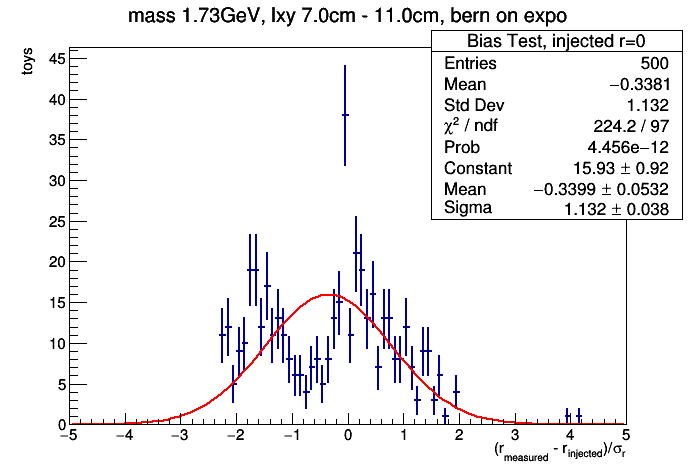 mass 1.73GeV, lxy 7.0cm - 11.0cm, bern on expo
toys
Bias Test, injected r=0
Entries 500
Mean −0.3381
Std Dev 1.132
χ² / ndf 224.2 / 97
Prob 4.456e−12
Constant 15.93 ± 0.92
Mean −0.3399 ± 0.0532
Sigma 1.132 ± 0.038
45
40
35
30
25
20
15
10
5
0
−5 −4 −3 −2 −1 0 1 2 3 4 5
(r_measured - r_injected)/σ_r